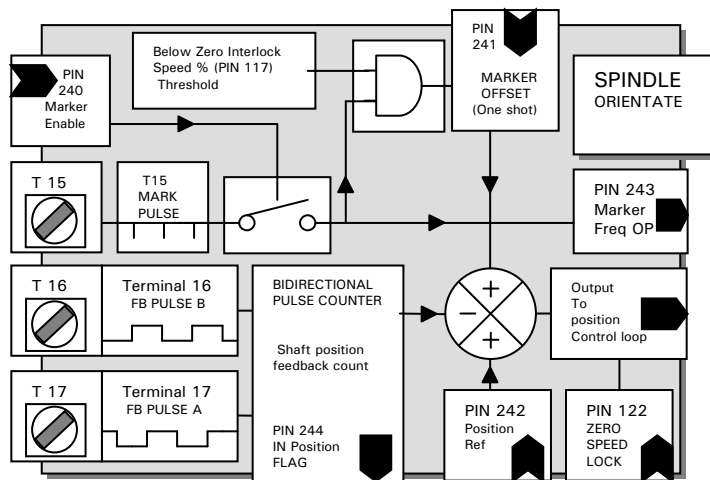 PIN
240
Marker
Enable
Below Zero Interlock
Speed % (PIN 117)
Threshold
PIN
241
MARKER
OFFSET
(One shot)
SPINDLE
ORIENTATE
T 15
T15
MARK
PULSE
PIN 243
Marker
Freq OP
T 16
Terminal 16
FB PULSE B
BIDIRECTIONAL
PULSE COUNTER
Shaft position
feedback count
PIN 244
IN Position
FLAG
+
−
+
Output
To
position
Control loop
T 17
Terminal 17
FB PULSE A
PIN 242
Position
Ref
PIN 122
ZERO
SPEED
LOCK